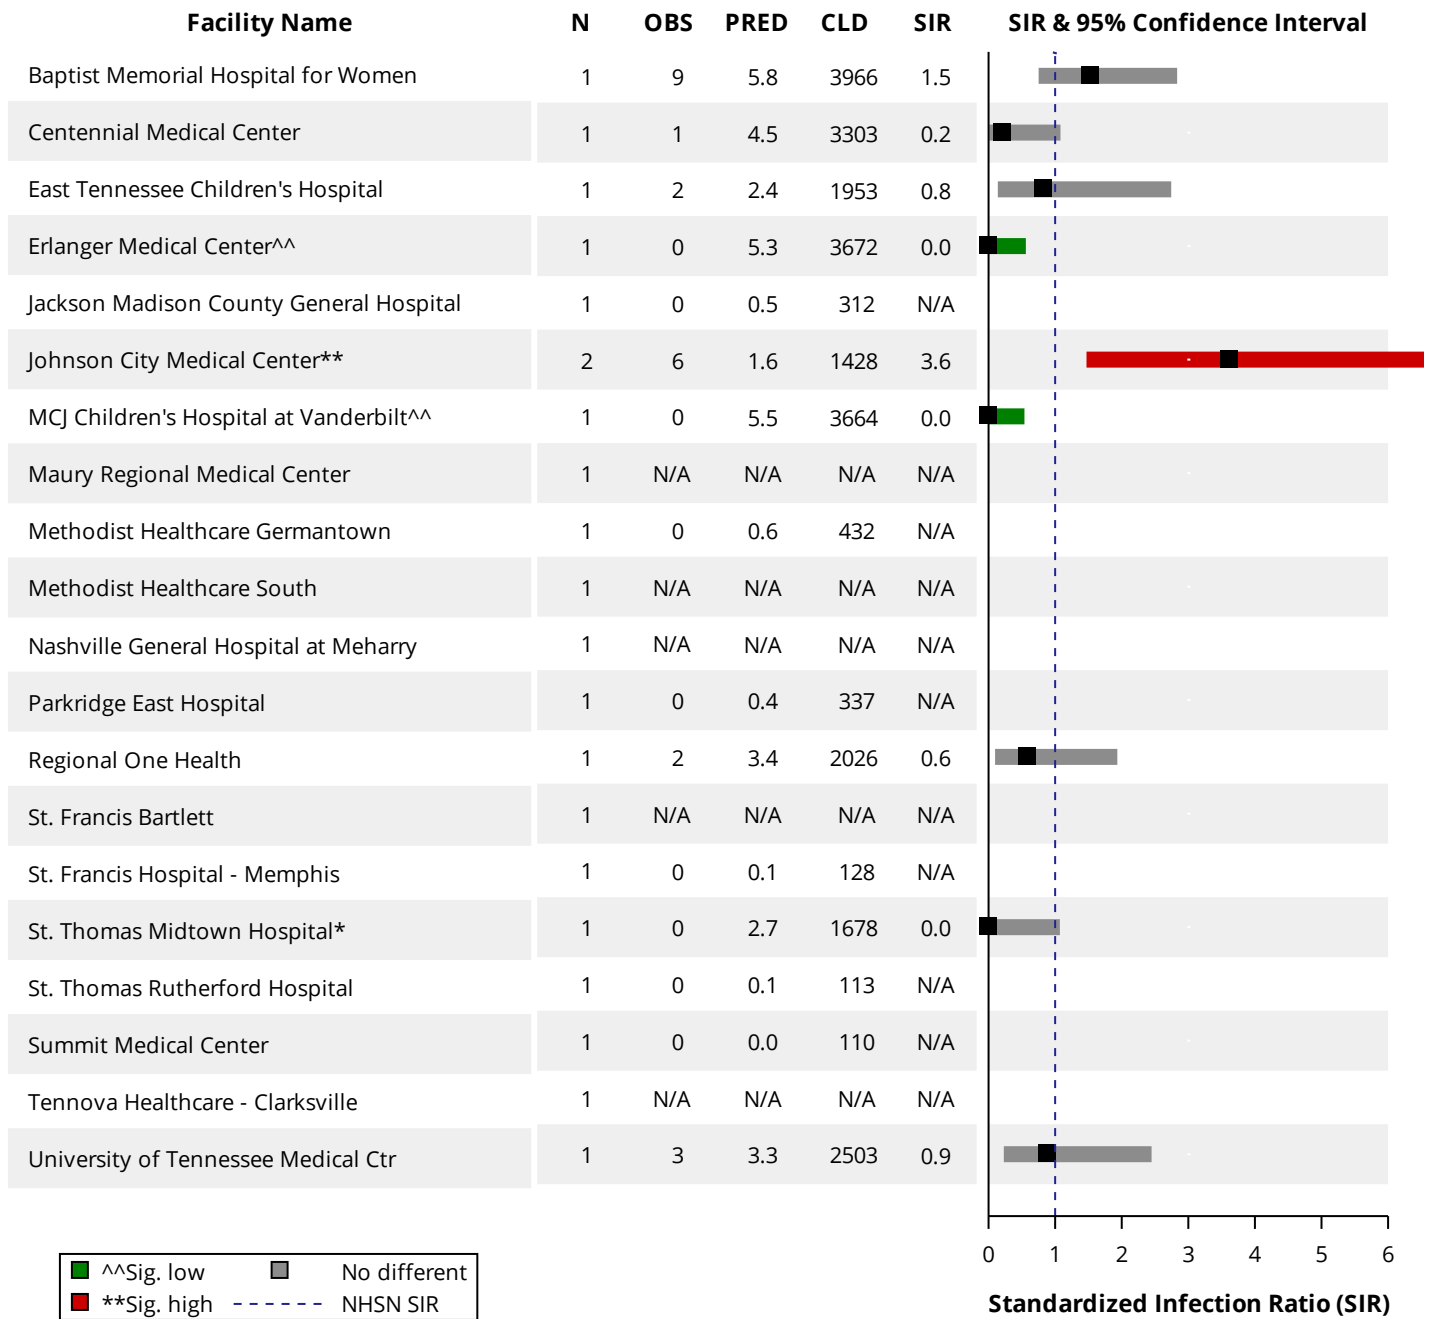 Facility Name N OBS PRED CLD SIR SIR & 95% Confidence Interval
Baptist Memorial Hospital for Women 1 9 5.8 3966 1.5
Centennial Medical Center 1 1 4.5 3303 0.2
East Tennessee Children's Hospital 1 2 2.4 1953 0.8
Erlanger Medical Center^^ 1 0 5.3 3672 0.0
Jackson Madison County General Hospital 1 0 0.5 312 N/A
Johnson City Medical Center** 2 6 1.6 1428 3.6
MCJ Children's Hospital at Vanderbilt^^ 1 0 5.5 3664 0.0
Maury Regional Medical Center 1 N/A N/A N/A N/A
Methodist Healthcare Germantown 1 0 0.6 432 N/A
Methodist Healthcare South 1 N/A N/A N/A N/A
Nashville General Hospital at Meharry 1 N/A N/A N/A N/A
Parkridge East Hospital 1 0 0.4 337 N/A
Regional One Health 1 2 3.4 2026 0.6
St. Francis Bartlett 1 N/A N/A N/A N/A
St. Francis Hospital - Memphis 1 0 0.1 128 N/A
St. Thomas Midtown Hospital* 1 0 2.7 1678 0.0
St. Thomas Rutherford Hospital 1 0 0.1 113 N/A
Summit Medical Center 1 0 0.0 110 N/A
Tennova Healthcare - Clarksville 1 N/A N/A N/A N/A
University of Tennessee Medical Ctr 1 3 3.3 2503 0.9
0 1 2 3 4 5 6
Standardized Infection Ratio (SIR)
^^Sig. low No different
**Sig. high NHSN SIR